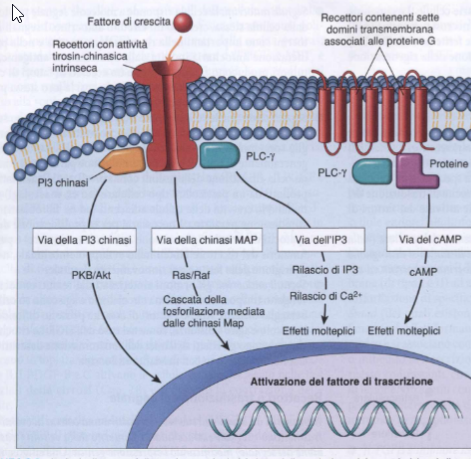 Fattore di crescita
Recettori con attività
tirosin-chinasica
intrinseca
Recettori contenenti sette
domini transmembrana
associati alle proteine G
PI3 chinasi
PLC-γ
PLC-γ
Proteine
Via della PI3 chinasi
Via della chinasi MAP
Via dell'IP3
Via del cAMP
PKB/Akt
Ras/Raf
Rilascio di IP3
cAMP
Cascata della
fosforilazione mediata
dalle chinasi Map
Rilascio di Ca²⁺
Effetti molteplici
Effetti molteplici
Attivazione del fattore di trascrizione